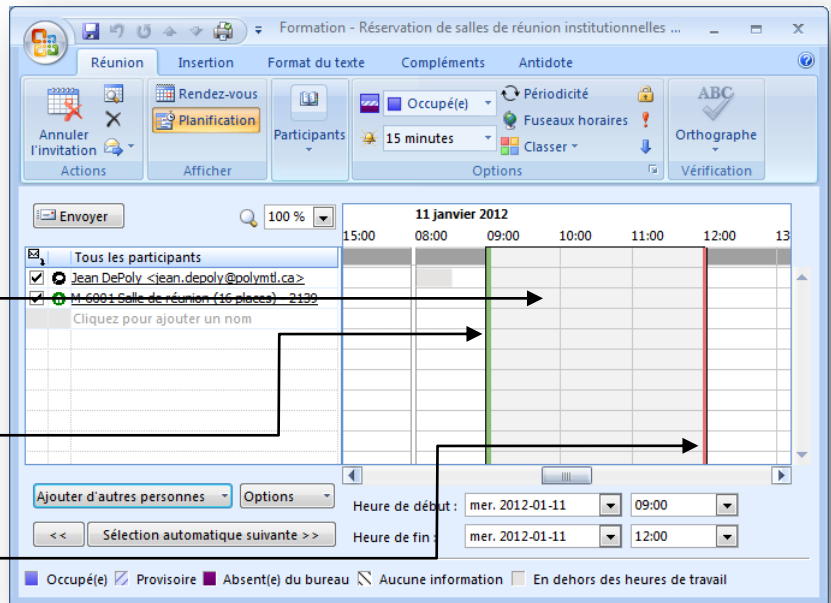 Formation - Réservation de salles de réunion institutionnelles ...
Réunion Insertion Format du texte Compléments Antidote
Annuler l'invitation
Actions
Rendez-vous
Planification
Afficher
Participants
Occupé(e)
15 minutes
Périodicité
Fuseaux horaires
Classer
Options
ABC
Orthographe
Vérification
Envoyer
100 %
11 janvier 2012
15:00 08:00 09:00 10:00 11:00 12:00 13
Tous les participants
Jean DePoly <jean.depoly@polymtl.ca>
M-6001 Salle de réunion (16 places) - 2139
Cliquez pour ajouter un nom
Ajouter d'autres personnes Options
Heure de début : mer. 2012-01-11 09:00
<< Sélection automatique suivante >>
Heure de fin : mer. 2012-01-11 12:00
Occupé(e) Provisoire Absent(e) du bureau Aucune information En dehors des heures de travail